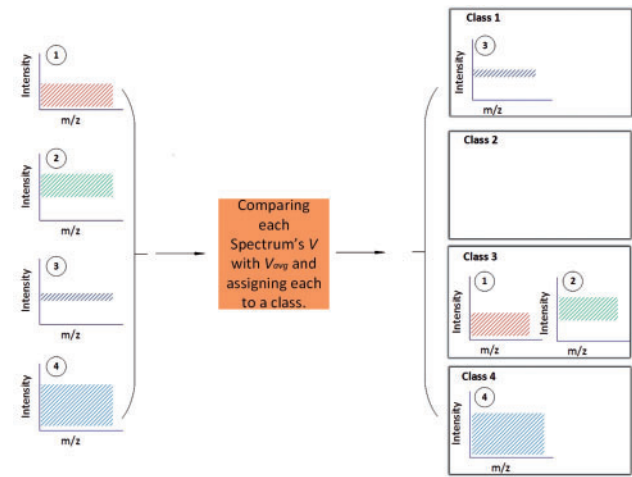 1
Intensity
m/z
2
Intensity
m/z
3
Intensity
m/z
4
Intensity
m/z
Comparing
each
Spectrum's V
with Vavg and
assigning each
to a class.
Class 1
3
Intensity
m/z
Class 2
Class 3
1
Intensity
m/z
2
Intensity
m/z
Class 4
4
Intensity
m/z